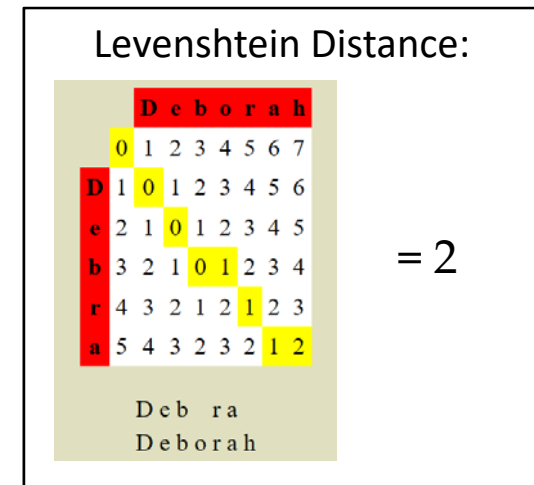 Levenshtein Distance:
D e b o r a h
0 1 2 3 4 5 6 7
D 1 0 1 2 3 4 5 6
e 2 1 0 1 2 3 4 5
b 3 2 1 0 1 2 3 4
r 4 3 2 1 2 1 2 3
a 5 4 3 2 3 2 1 2
= 2
D e b r a
D e b o r a h